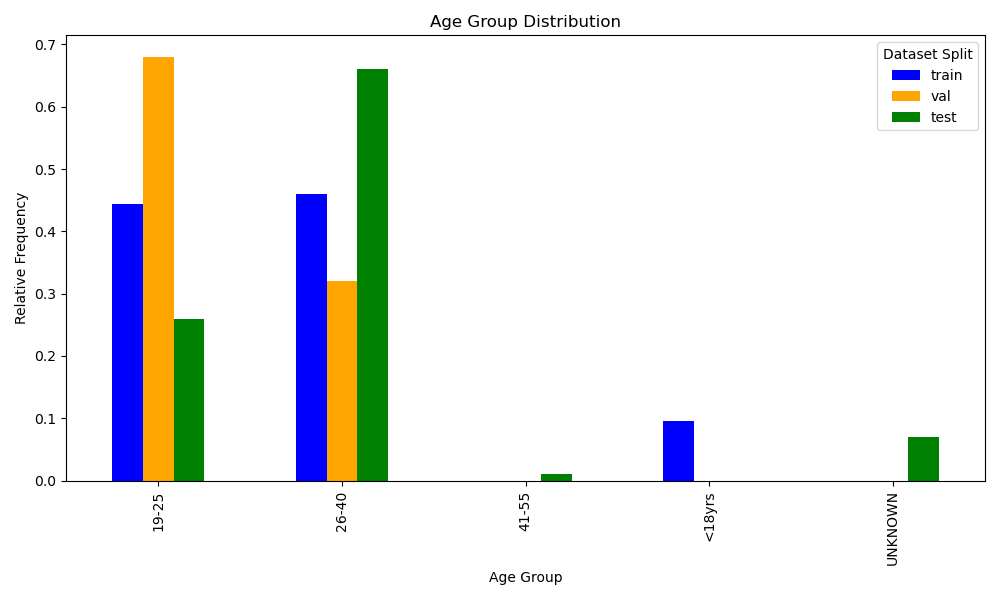 Age Group Distribution
Dataset Split
train
val
test
Relative Frequency
0.7
0.6
0.5
0.4
0.3
0.2
0.1
0.0
19-25
26-40
41-55
<18yrs
UNKNOWN
Age Group